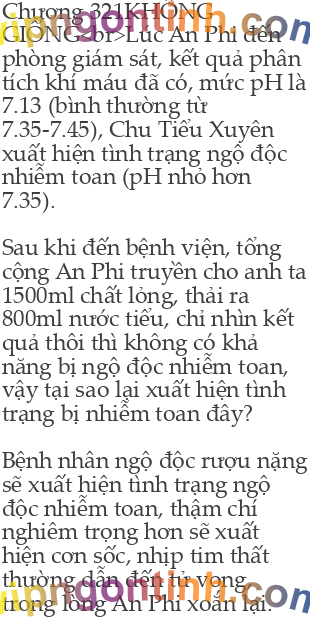 Chương 321KHÔNG
GIỐNG<br>Lúc An Phi đến
phòng giám sát, kết quả phân
tích khí máu đã có, mức pH là
7.13 (bình thường từ
7.35-7.45), Chu Tiểu Xuyên
xuất hiện tình trạng ngộ độc
nhiễm toan (pH nhỏ hơn
7.35).
Sau khi đến bệnh viện, tổng
cộng An Phi truyền cho anh ta
1500ml chất lỏng, thải ra
800ml nước tiểu, chỉ nhìn kết
quả thôi thì không có khả
năng bị ngộ độc nhiễm toan,
vậy tại sao lại xuất hiện tình
trạng bị nhiễm toan đây?
Bệnh nhân ngộ độc rượu nặng
sẽ xuất hiện tình trạng ngộ
độc nhiễm toan, thậm chí
nghiêm trọng hơn sẽ xuất
hiện cơn sốc, nhịp tim thất
thường dẫn đến tử vong,
trong lòng An Phi xoắn lại.